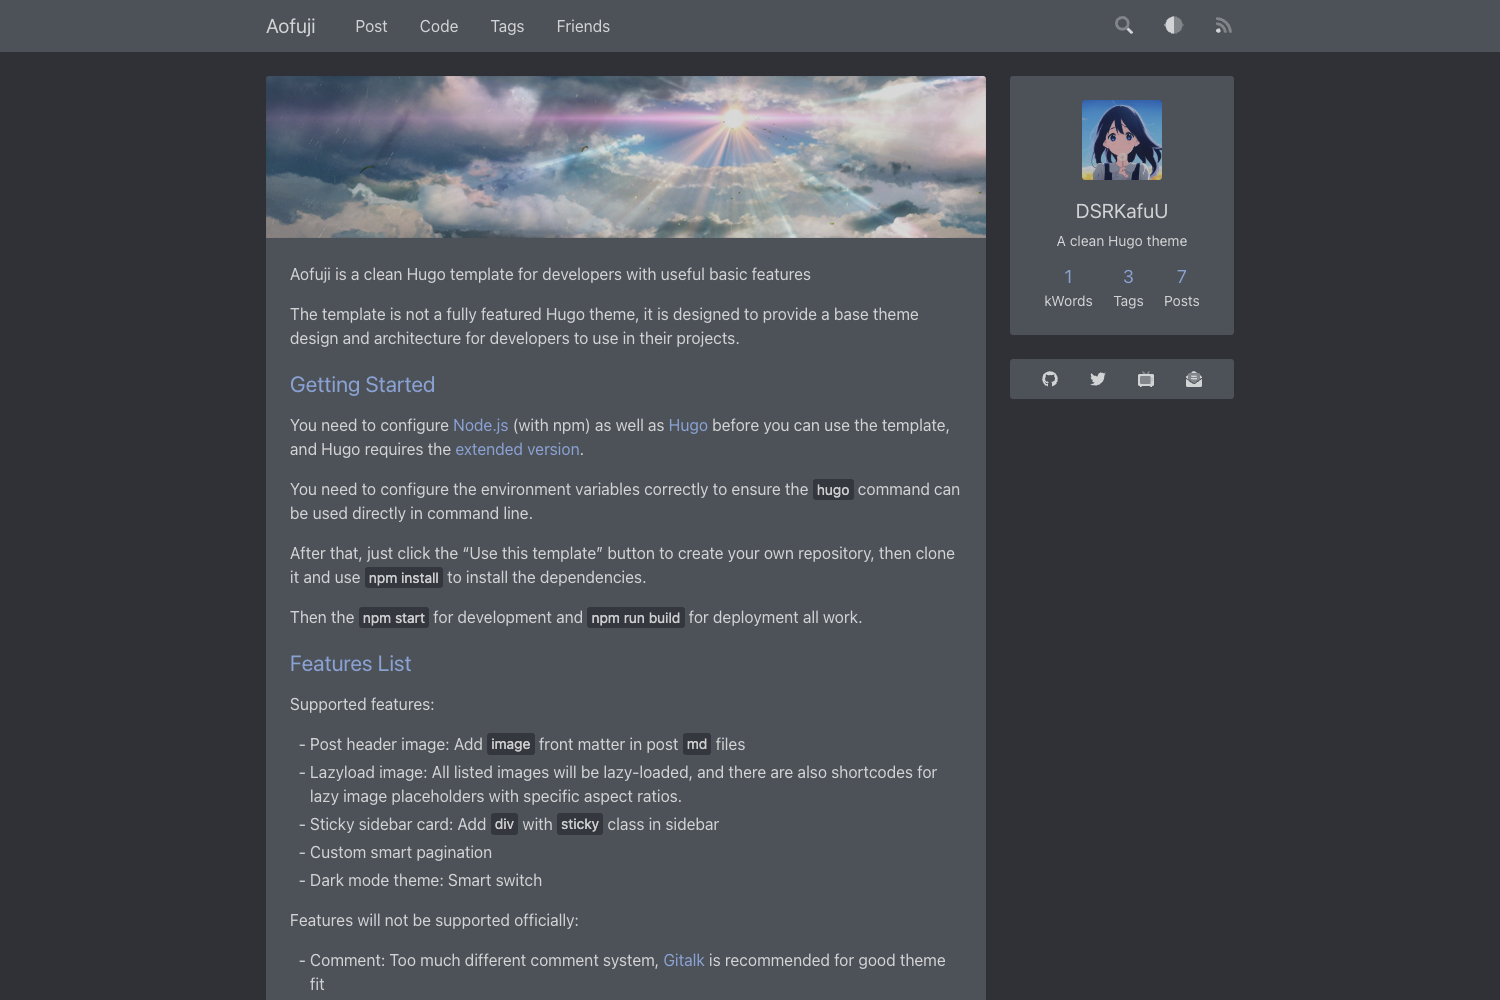 Aofuji Post Code Tags Friends
Aofuji is a clean Hugo template for developers with useful basic features
The template is not a fully featured Hugo theme, it is designed to provide a base theme
design and architecture for developers to use in their projects.
Getting Started
You need to configure Node.js (with npm) as well as Hugo before you can use the template,
and Hugo requires the extended version.
You need to configure the environment variables correctly to ensure the hugo command can
be used directly in command line.
After that, just click the “Use this template” button to create your own repository, then clone
it and use npm install to install the dependencies.
Then the npm start for development and npm run build for deployment all work.
Features List
Supported features:
- Post header image: Add image front matter in post md files
- Lazyload image: All listed images will be lazy-loaded, and there are also shortcodes for
lazy image placeholders with specific aspect ratios.
- Sticky sidebar card: Add div with sticky class in sidebar
- Custom smart pagination
- Dark mode theme: Smart switch
Features will not be supported officially:
- Comment: Too much different comment system, Gitalk is recommended for good theme
fit
DSRKafuU
A clean Hugo theme
1 3 7
kWords Tags Posts